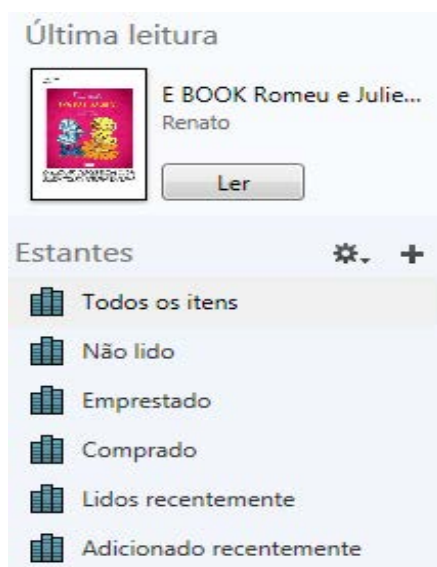 Última leitura
E BOOK Romeu e Julie...
Renato
Ler
Estantes
Todos os itens
Não lido
Emprestado
Comprado
Lidos recentemente
Adicionado recentemente